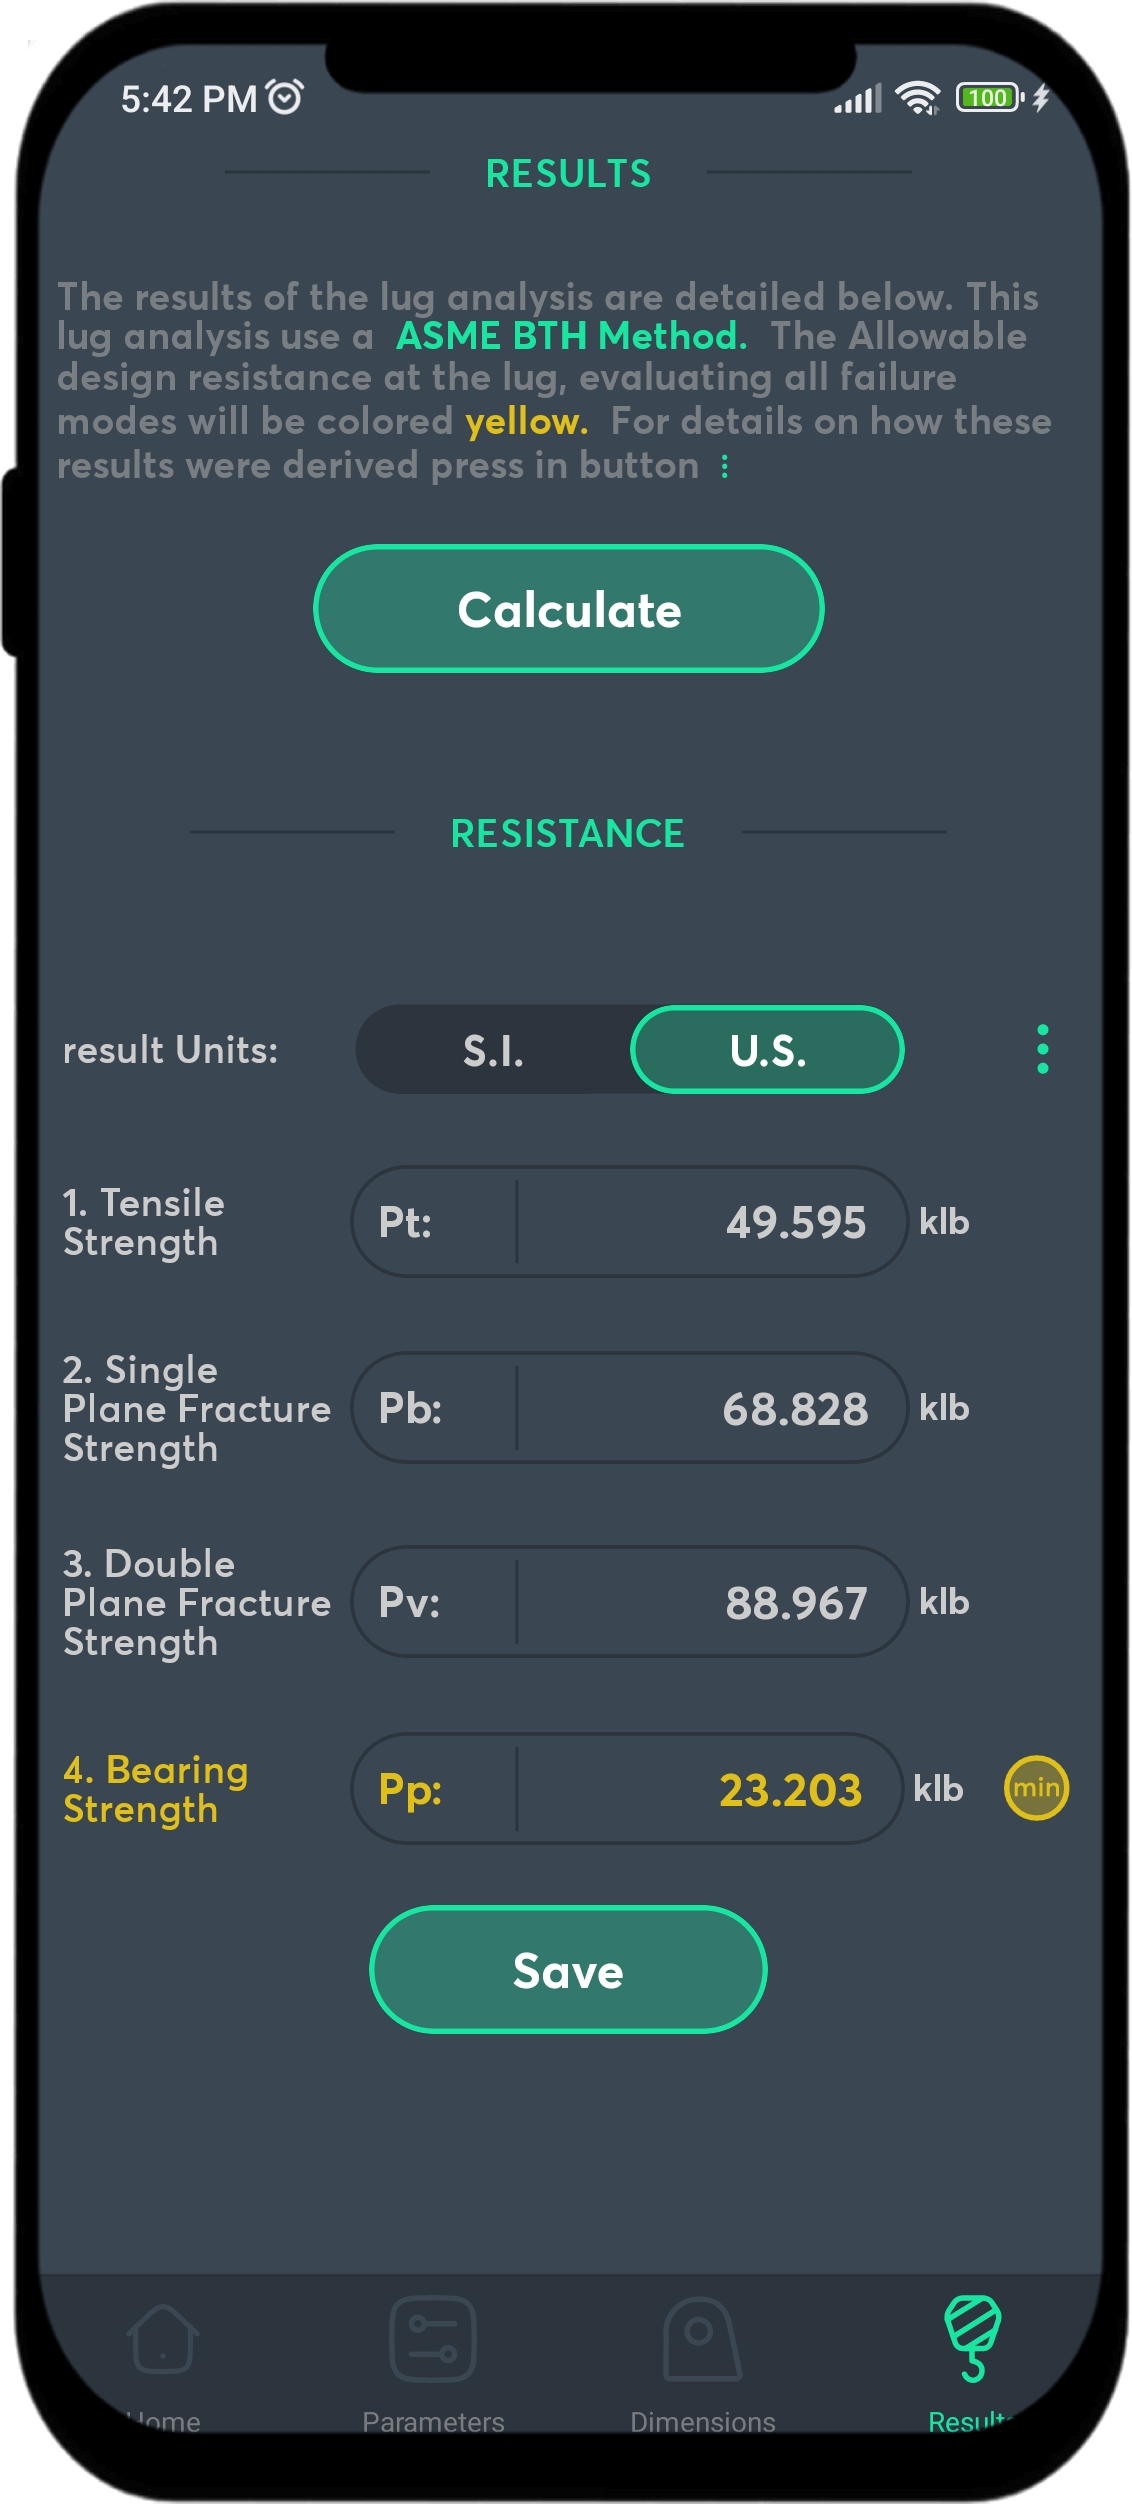 5:42 PM
100
RESULTS
The results of the lug analysis are detailed below. This
lug analysis use a ASME BTH Method. The Allowable
design resistance at the lug, evaluating all failure
modes will be colored yellow. For details on how these
results were derived press in button
Calculate
RESISTANCE
result Units: S.I. U.S.
1. Tensile
Strength
Pt: 49.595 klb
2. Single
Plane Fracture
Strength
Pb: 68.828 klb
3. Double
Plane Fracture
Strength
Pv: 88.967 klb
4. Bearing
Strength
Pp: 23.203 klb min
Save
Home Parameters Dimensions Results